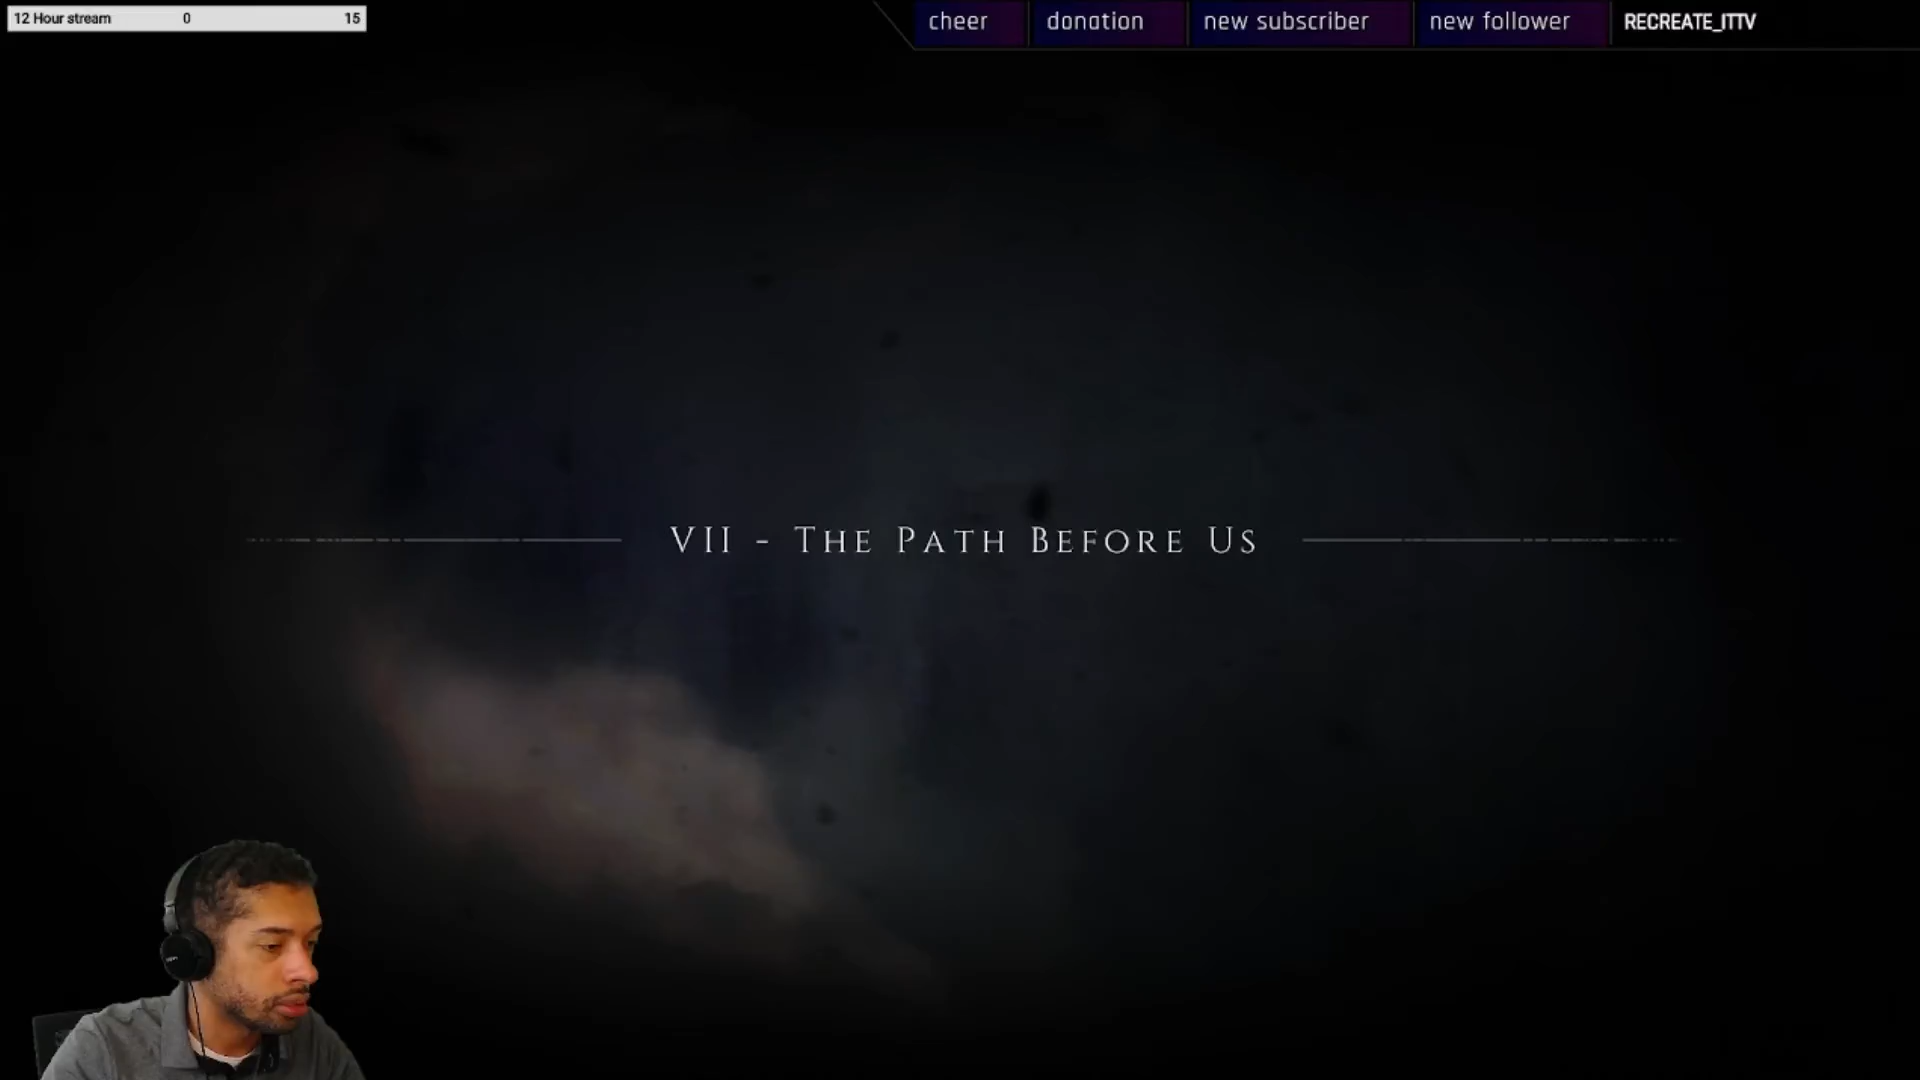 12 Hour stream 0 15
cheer donation new subscriber new follower RECREATE_ITTV
VII - The Path Before Us